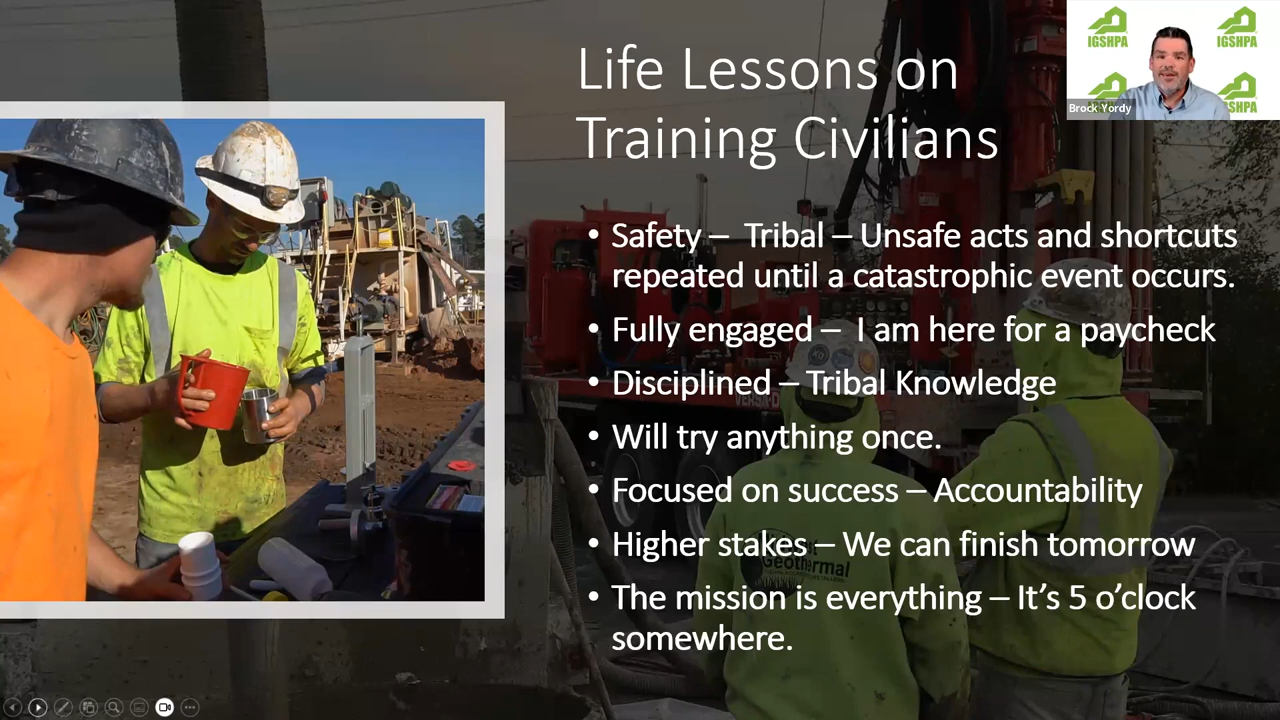 Life Lessons on
Training Civilians
IGSHPA
IGSHPA
SHPA
Brock Yordy
• Safety – Tribal – Unsafe acts and shortcuts
repeated until a catastrophic event occurs.
• Fully engaged – I am here for a paycheck
• Disciplined – Tribal Knowledge
• Will try anything once.
• Focused on success – Accountability
• Higher stakes – We can finish tomorrow
• The mission is everything – It’s 5 o’clock
somewhere.
Geothermal